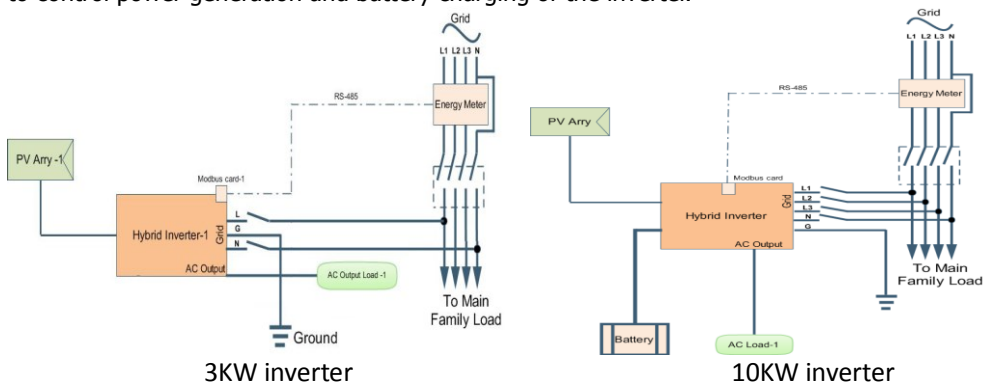 to control power generation and battery charging of the inverter.
Grid
L1 L2 L3 N
RS-485
Energy Meter
PV Arry -1
Modbus card-1
L
G
N
Grid
Hybrid Inverter-1
AC Output
AC Output Load -1
To Main
Family Load
Ground
3KW inverter
Grid
L1 L2 L3 N
RS-485
Energy Meter
PV Arry
Modbus card
L1
L2
L3
N
G
Grid
Hybrid Inverter
AC Output
To Main
Family Load
Battery
AC Load-1
10KW inverter